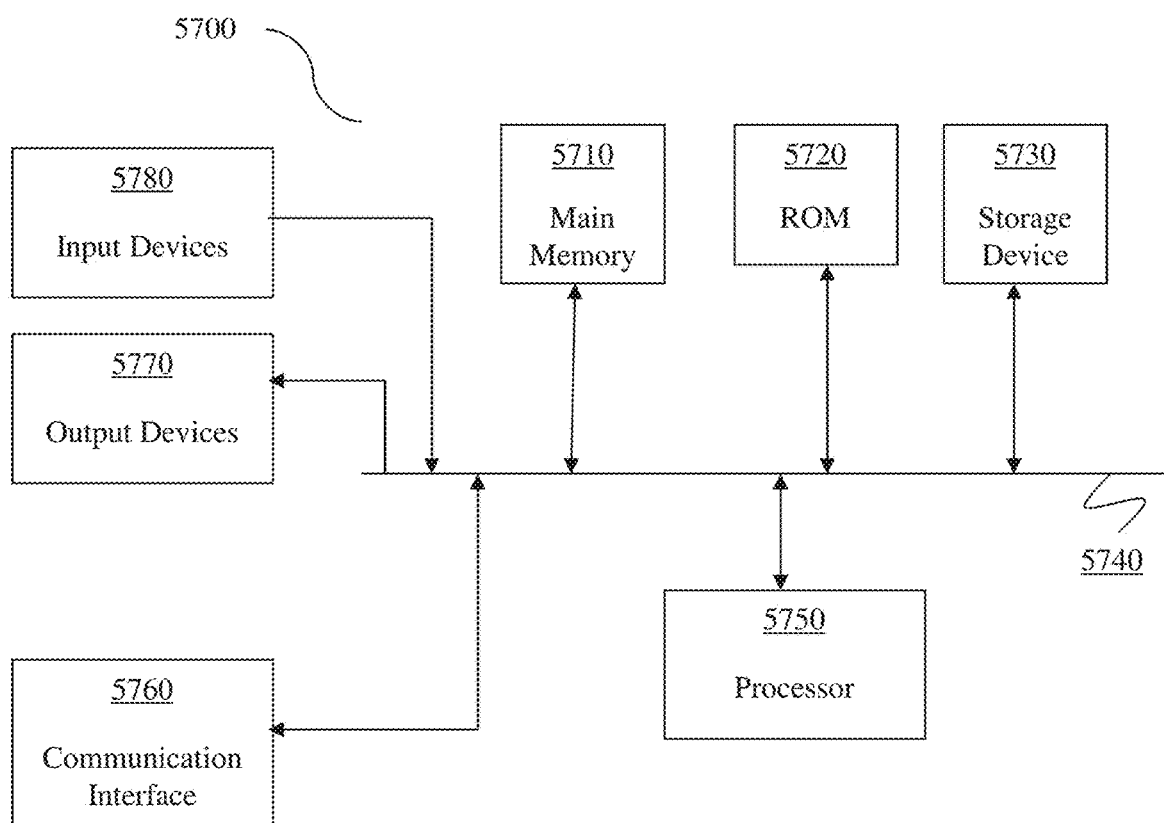 5700
5780
Input Devices
5710
Main
Memory
5720
ROM
5730
Storage
Device
5770
Output Devices
5740
5750
Processor
5760
Communication
Interface